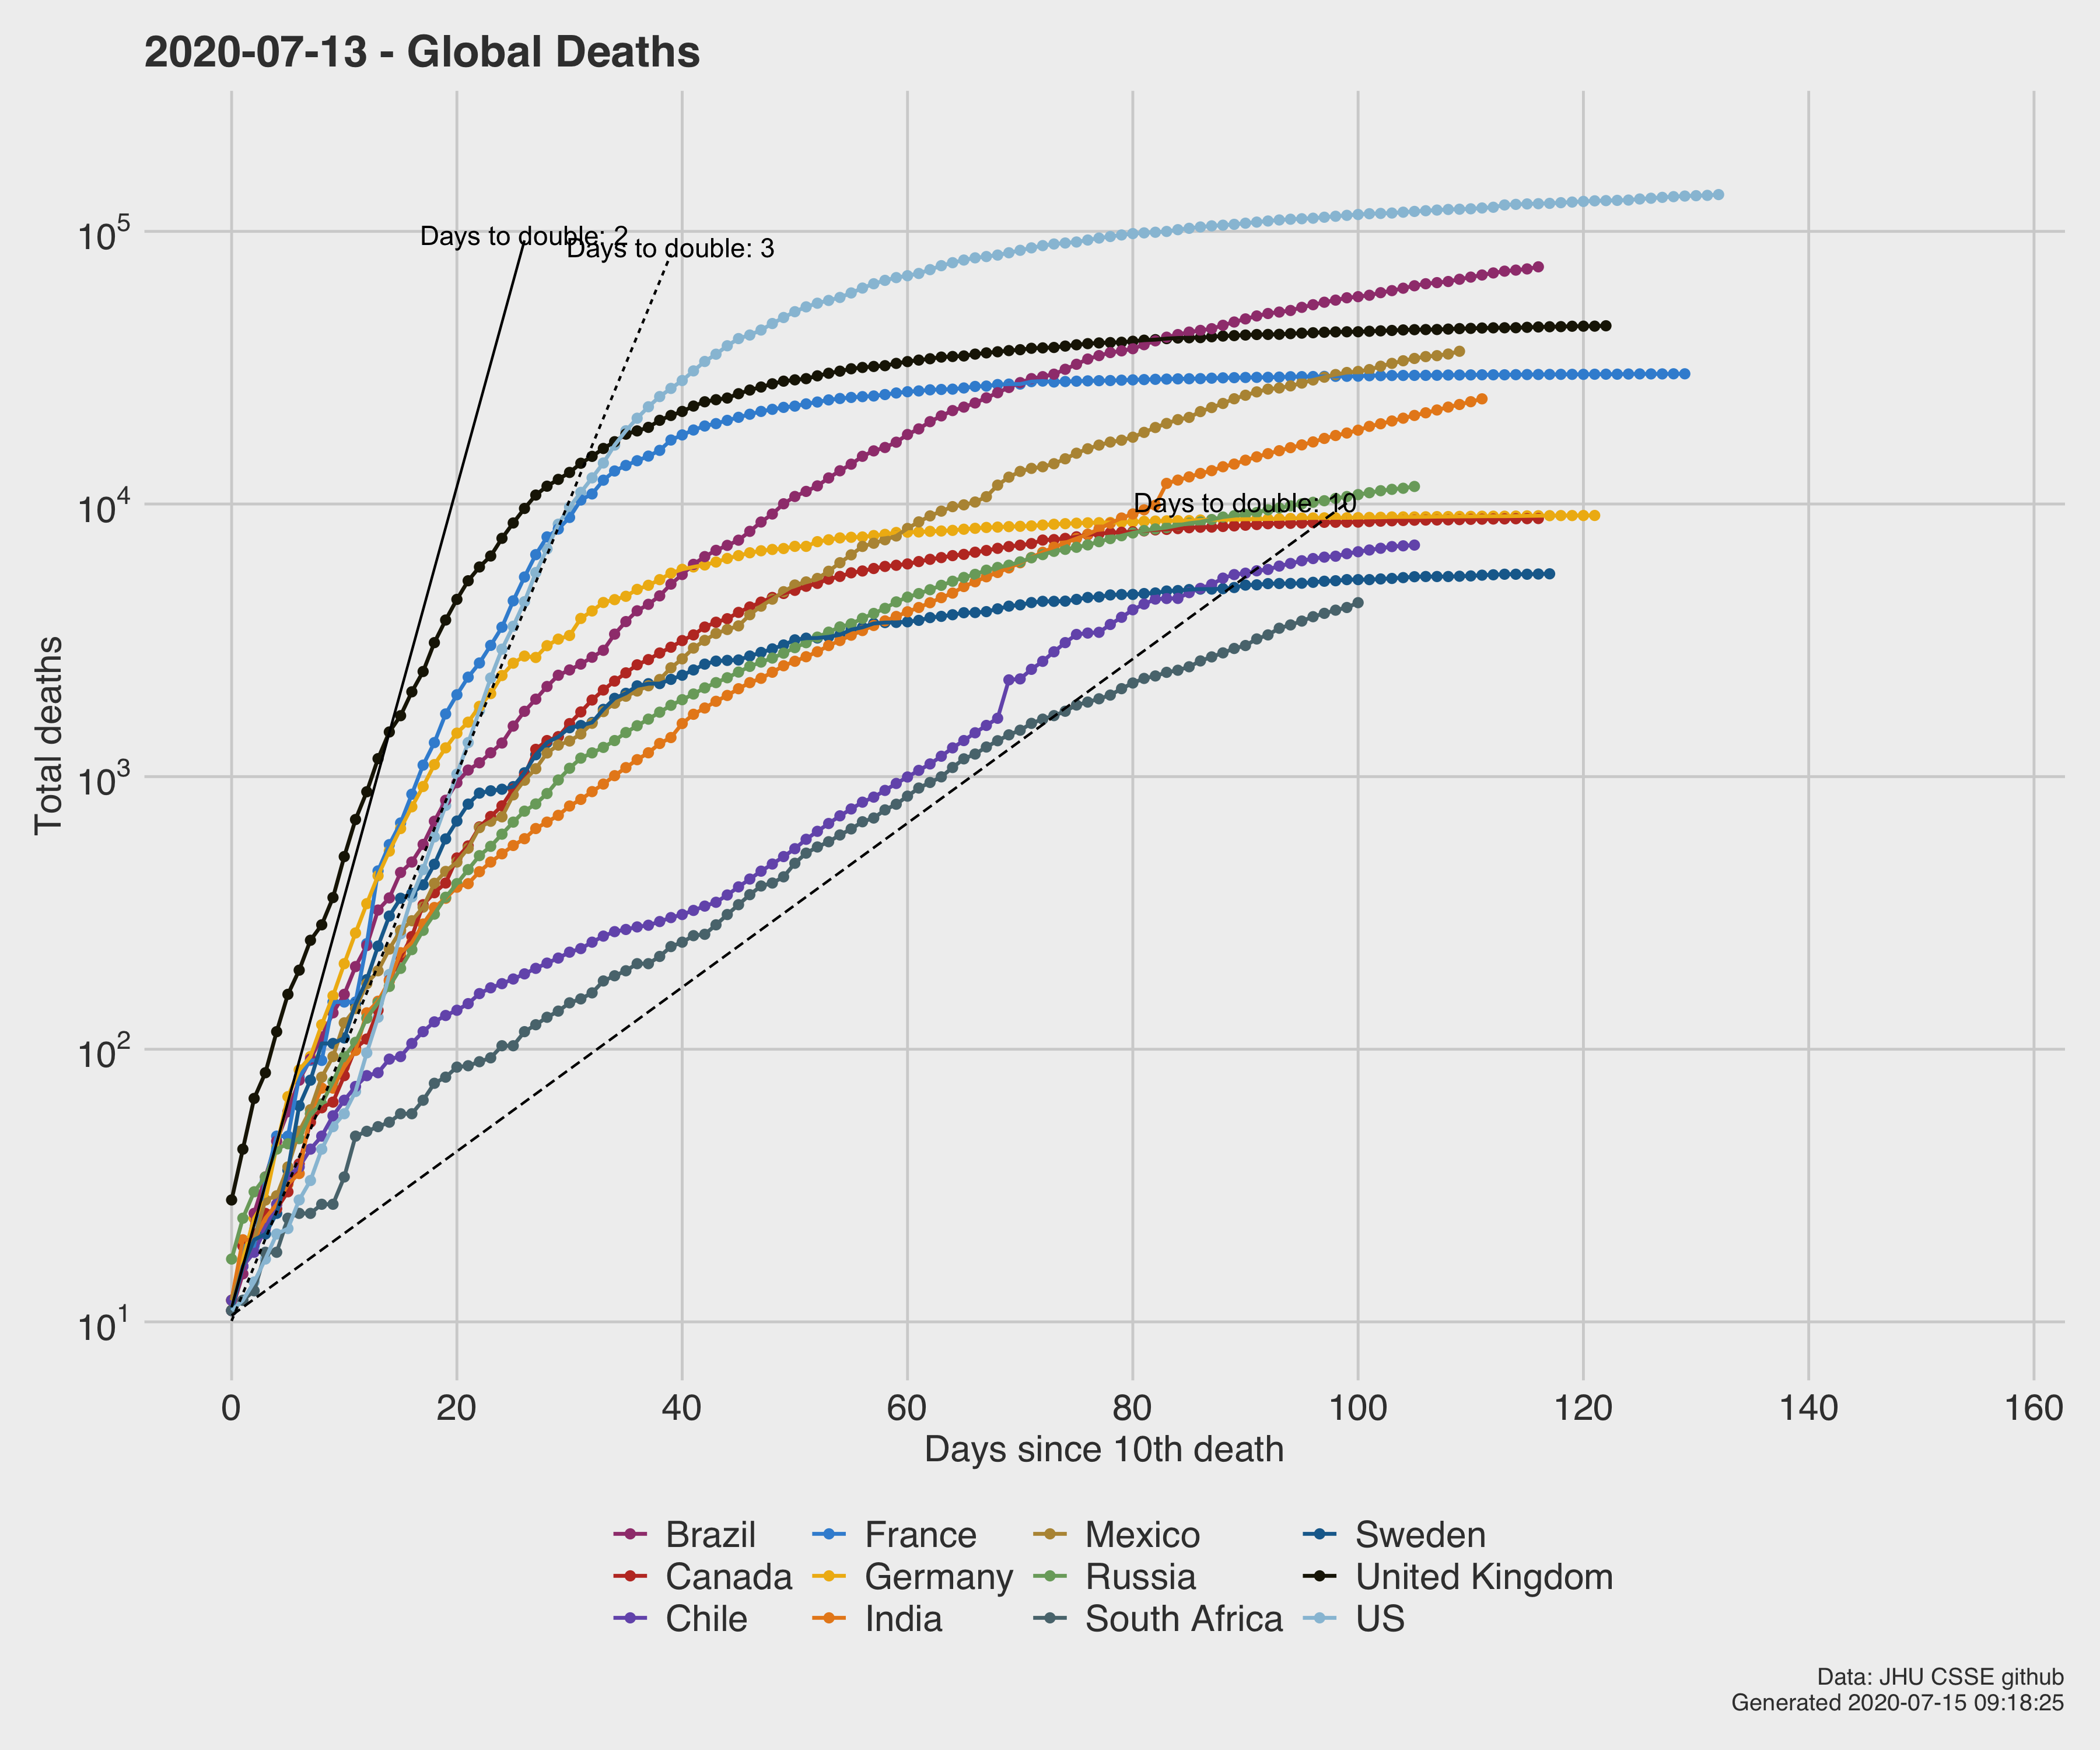 2020-07-13 - Global Deaths
Days to double: 2
Days to double: 3
Days to double: 10
10^5
10^4
10^3
10^2
10^1
Total deaths
0 20 40 60 80 100 120 140 160
Days since 10th death
Brazil France Mexico Sweden
Canada Germany Russia United Kingdom
Chile India South Africa US
Data: JHU CSSE github
Generated 2020-07-15 09:18:25